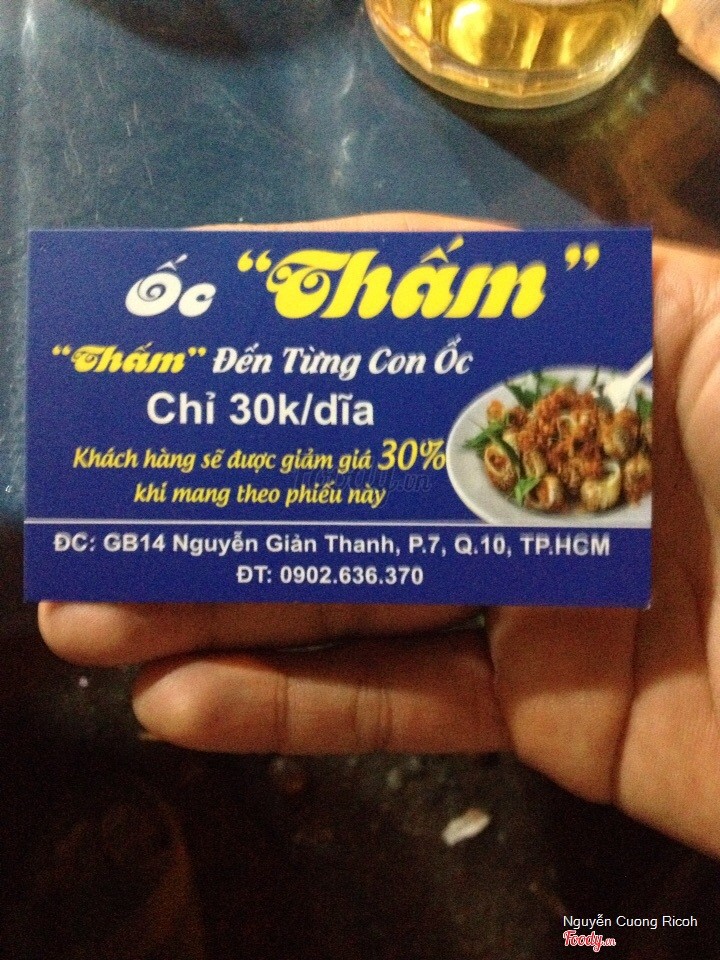 Ốc "Thấm"
"Thấm" Đến Từng Con Ốc
Chỉ 30k/dĩa
Khách hàng sẽ được giảm giá 30%
khi mang theo phiếu này
ĐC: GB14 Nguyễn Giản Thanh, P.7, Q.10, TP.HCM
ĐT: 0902.636.370
Nguyễn Cuong Ricoh
Foody.vn